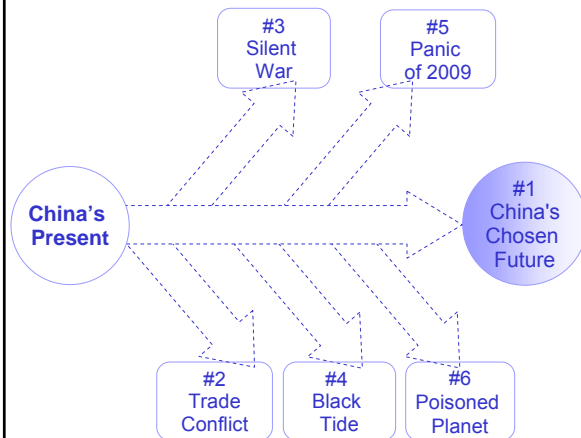 #3
Silent
War
#5
Panic
of 2009
China's
Present
#1
China's
Chosen
Future
#2
Trade
Conflict
#4
Black
Tide
#6
Poisoned
Planet